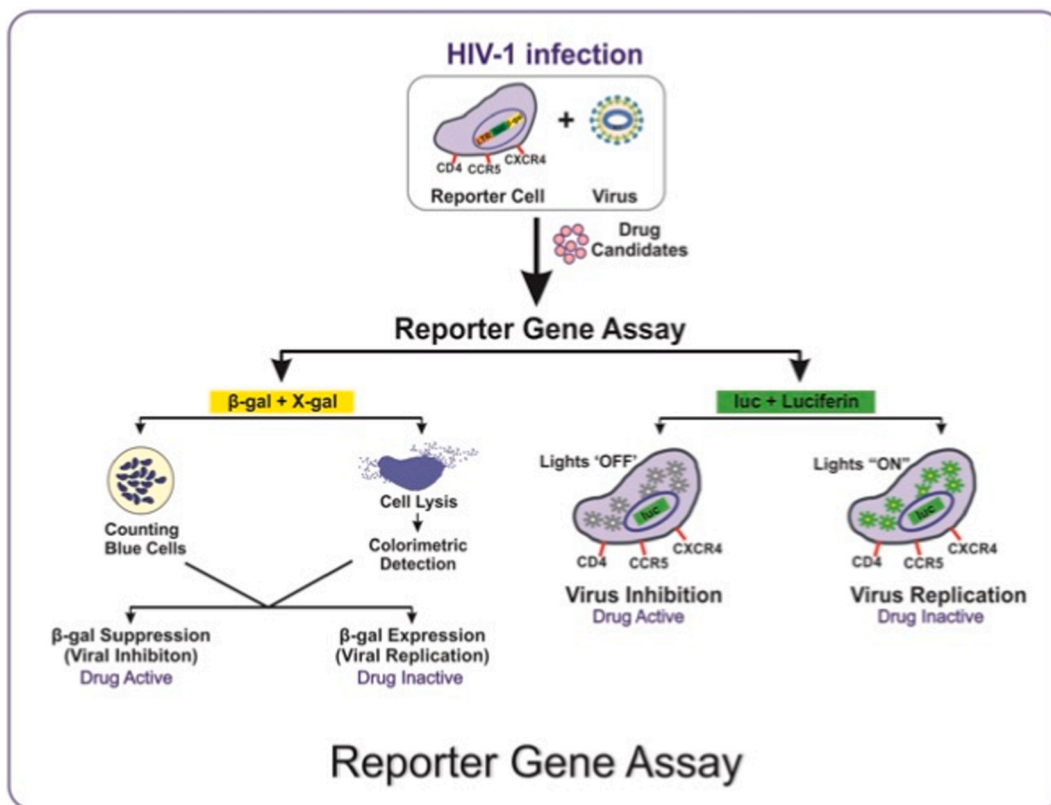 HIV-1 infection
LTR luc β-gal
+
CD4 CCR5 CXCR4
Reporter Cell
Virus
Drug
Candidates
Reporter Gene Assay
β-gal + X-gal
luc + Luciferin
Counting
Blue Cells
Cell Lysis
Colorimetric
Detection
β-gal Suppression
(Viral Inhibiton)
Drug Active
β-gal Expression
(Viral Replication)
Drug Inactive
Lights 'OFF'
luc
CD4 CCR5 CXCR4
Virus Inhibition
Drug Active
Lights "ON"
luc
CD4 CCR5 CXCR4
Virus Replication
Drug Inactive
Reporter Gene Assay